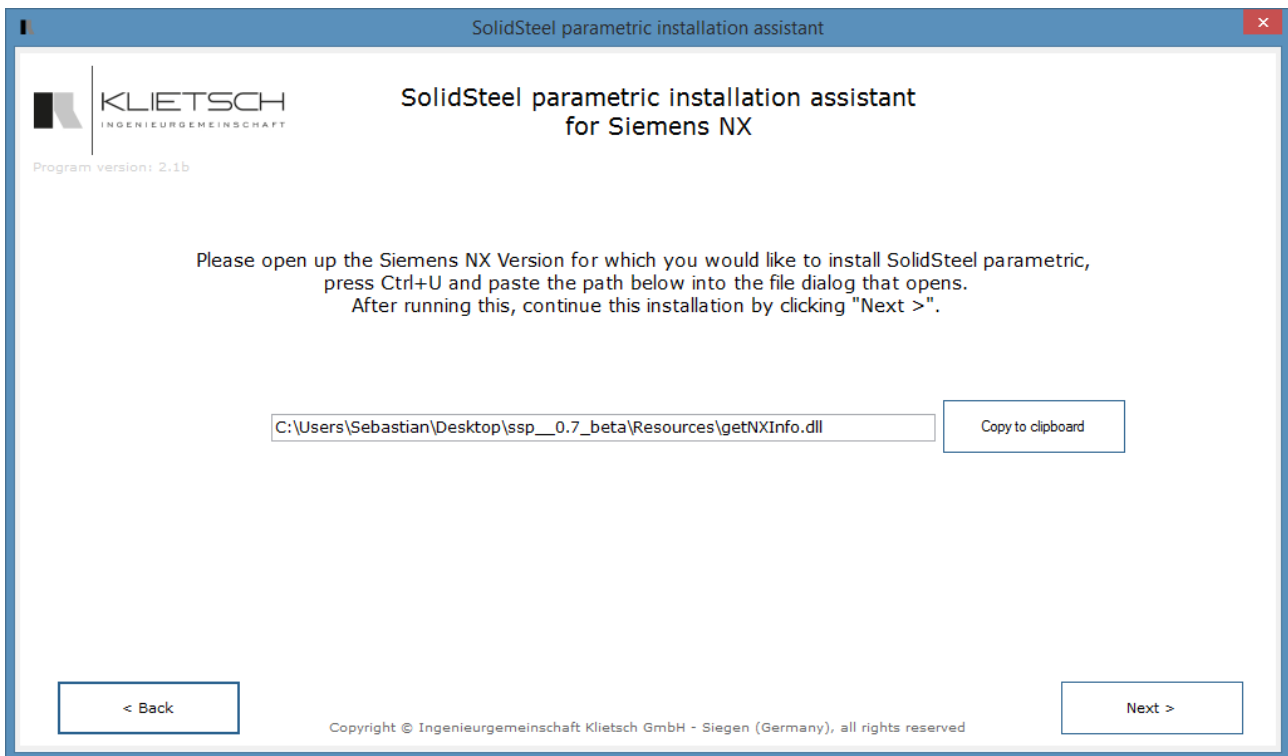 SolidSteel parametric installation assistant
KLIETSCH
INGENIEURGEMEINSCHAFT
Program version: 2.1b
SolidSteel parametric installation assistant
for Siemens NX
Please open up the Siemens NX Version for which you would like to install SolidSteel parametric,
press Ctrl+U and paste the path below into the file dialog that opens.
After running this, continue this installation by clicking "Next >".
C:\Users\Sebastian\Desktop\ssp__0.7_beta\Resources\getNXInfo.dll
Copy to clipboard
< Back
Copyright © Ingenieurgemeinschaft Klietsch GmbH - Siegen (Germany), all rights reserved
Next >